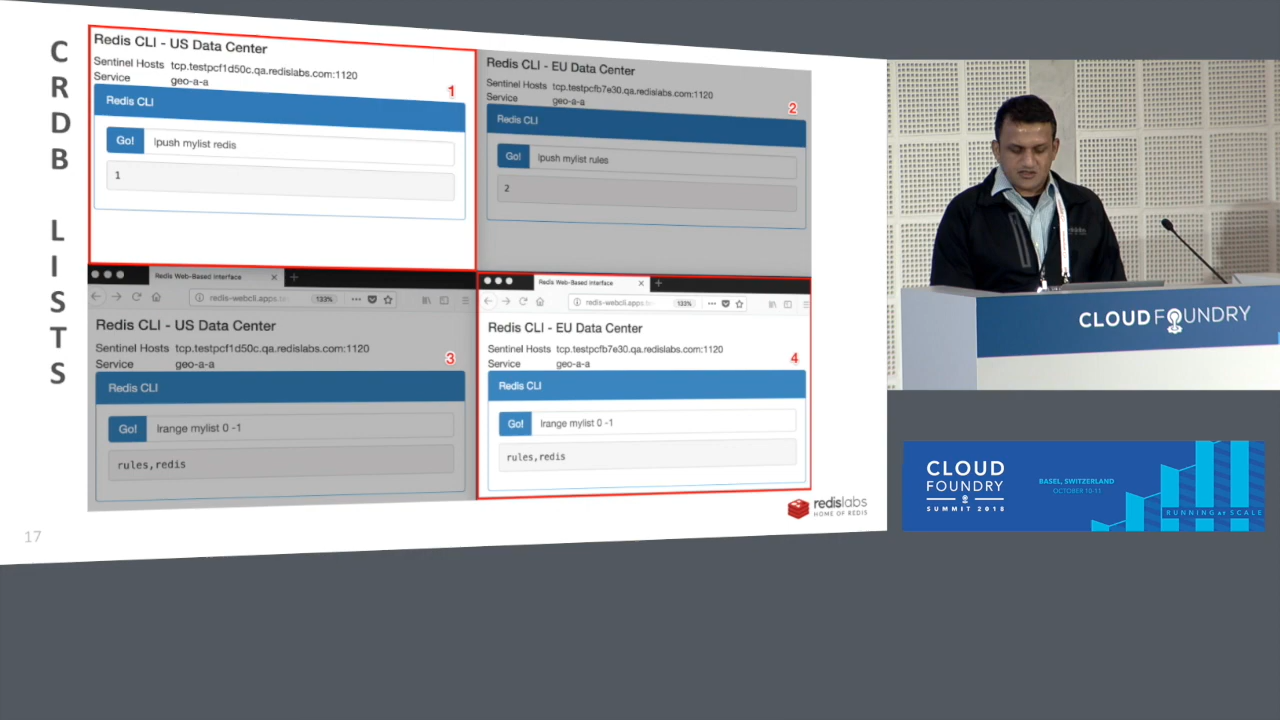 C
R
D
B
L
I
S
T
S
Redis CLI - US Data Center
Sentinel Hosts tcp.testpcf1d50c.qa.redislabs.com:1120
Service geo-a-a
1
Redis CLI
Go! lpush mylist redis
1
Redis CLI - EU Data Center
Sentinel Hosts tcp.testpcfb7e30.qa.redislabs.com:1120
Service geo-a-a
2
Redis CLI
Go! lpush mylist rules
2
Redis Web-Based Interface
redis-webcli.apps.te
133%
Redis CLI - US Data Center
Sentinel Hosts tcp.testpcf1d50c.qa.redislabs.com:1120
Service geo-a-a
3
Redis CLI
Go! lrange mylist 0 -1
rules,redis
Redis Web-Based Interface
redis-webcli.apps.te
133%
Redis CLI - EU Data Center
Sentinel Hosts tcp.testpcfb7e30.qa.redislabs.com:1120
Service geo-a-a
4
Redis CLI
Go! lrange mylist 0 -1
rules,redis
redislabs
HOME OF REDIS
17
CLOUD FOUNDRY
CLOUD
FOUNDRY
SUMMIT 2018
BASEL, SWITZERLAND
OCTOBER 10-11
RUNNING AT SCALE